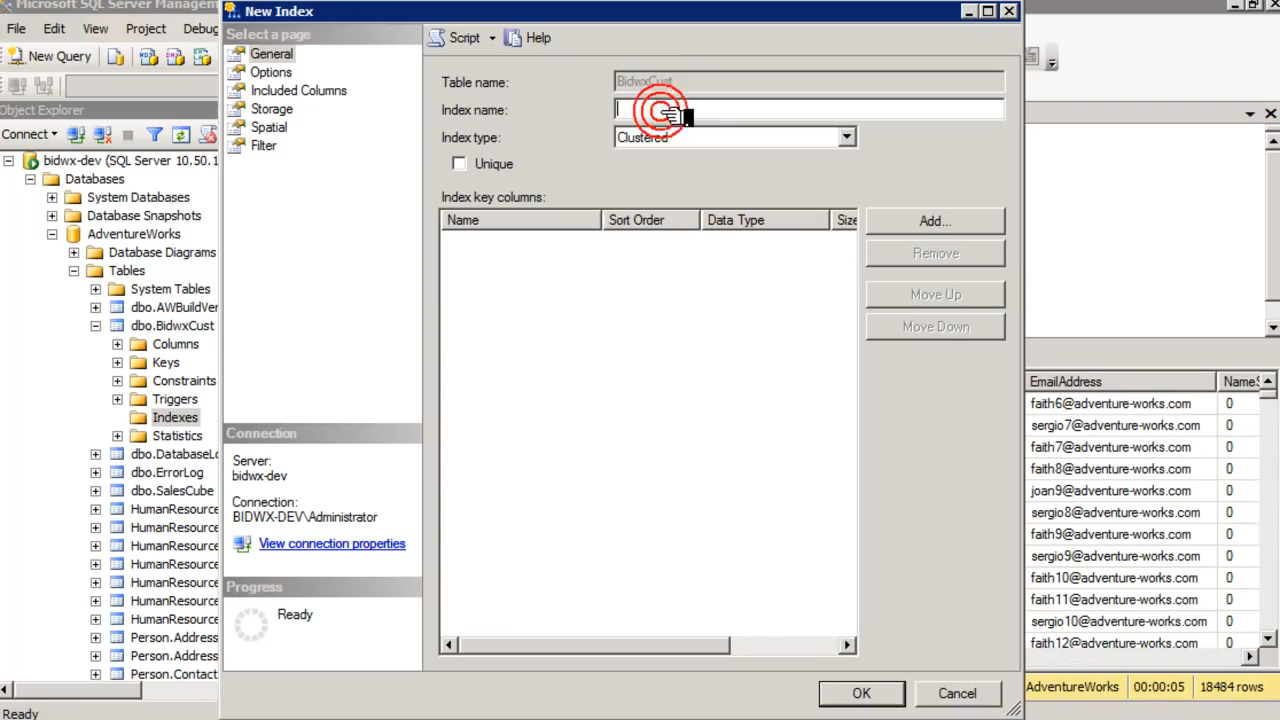 Microsoft SQL Server Manag
New Index
File Edit View Project Debug
Select a page
New Query
General
Options
Included Columns
Storage
Spatial
Filter
Script Help
Table name: BidwxCust
Index name:
Index type: Clustered
Unique
Index key columns:
Name Sort Order Data Type Size
Add...
Remove
Move Up
Move Down
Object Explorer
Connect
bidwx-dev (SQL Server 10.50.1
Databases
System Databases
Database Snapshots
AdventureWorks
Database Diagrams
Tables
System Tables
dbo.AWBuildVer
dbo.BidwxCust
Columns
Keys
Constraints
Triggers
Indexes
Statistics
dbo.DatabaseLo
dbo.ErrorLog
dbo.SalesCube
HumanResource
HumanResource
HumanResource
HumanResource
HumanResource
HumanResource
HumanResource
Person.Address
Person.Address
Person.Contact
Connection
Server:
bidwx-dev
Connection:
BIDWX-DEV\Administrator
View connection properties
Progress
Ready
EmailAddress NameS
faith6@adventure-works.com 0
sergio7@adventure-works.com 0
faith7@adventure-works.com 0
faith8@adventure-works.com 0
joan9@adventure-works.com 0
sergio8@adventure-works.com 0
faith9@adventure-works.com 0
sergio9@adventure-works.com 0
faith10@adventure-works.com 0
faith11@adventure-works.com 0
sergio10@adventure-works.com 0
faith12@adventure-works.com 0
OK Cancel
AdventureWorks 00:00:05 18484 rows
Ready